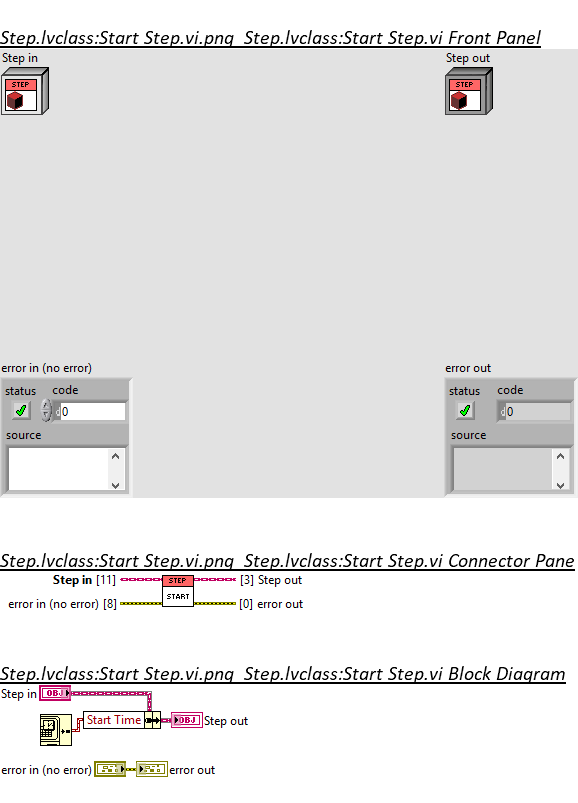 Step.lvclass:Start Step.vi.png Step.lvclass:Start Step.vi Front Panel
Step in Step out
STEP STEP
error in (no error) error out
status code status code
d 0 d 0
source source
Step.lvclass:Start Step.vi.png Step.lvclass:Start Step.vi Connector Pane
Step in [11] STEP [3] Step out
START
error in (no error) [8] [0] error out
Step.lvclass:Start Step.vi.png Step.lvclass:Start Step.vi Block Diagram
Step in OBJ
Start Time OBJ Step out
error in (no error) error out